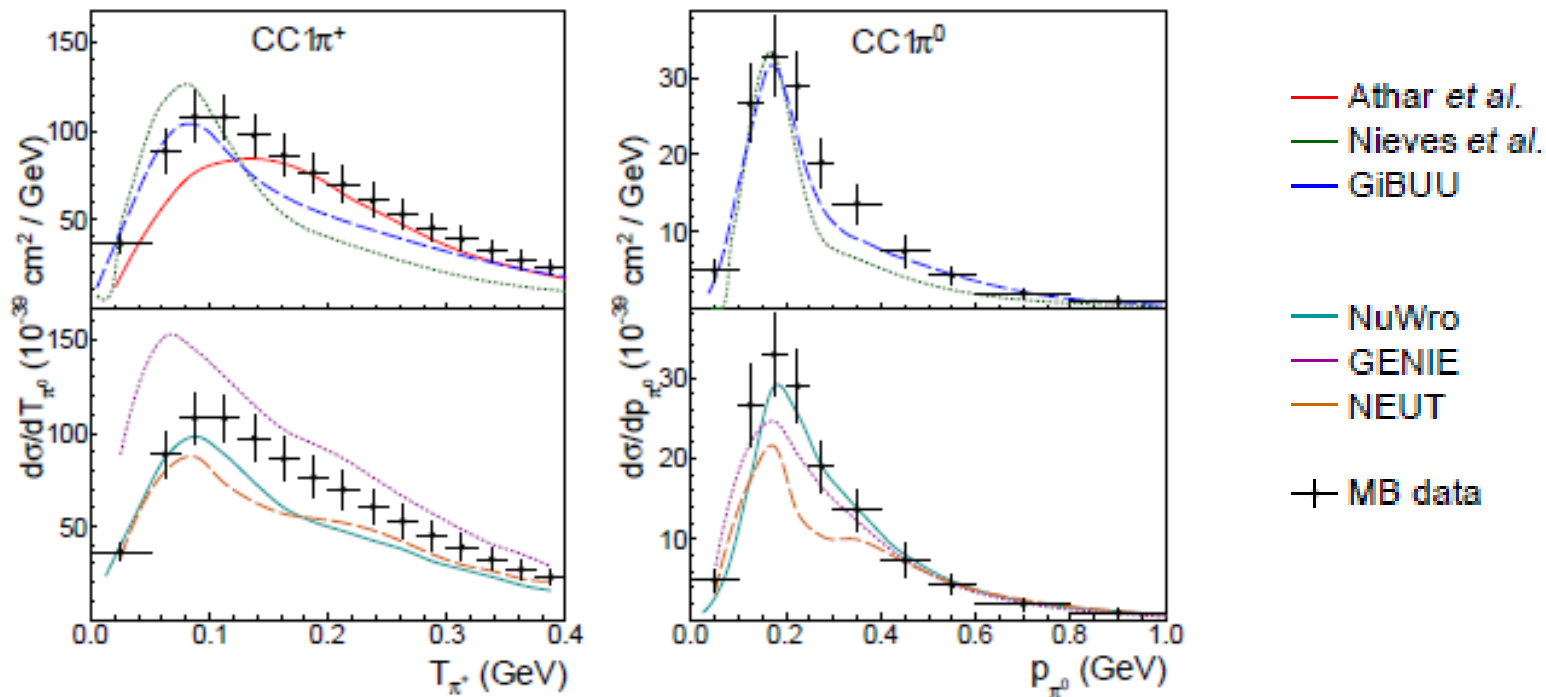 CC1π⁺
CC1π⁰
150
100
50
30
20
10
dσ/dT_π⁰ (10⁻³⁹ cm² / GeV)
dσ/dp_π⁰ (10⁻³⁹ cm² / GeV)
150
100
50
30
20
10
0.0 0.1 0.2 0.3 0.4
0.0 0.2 0.4 0.6 0.8 1.0
T_π⁺ (GeV)
p_π⁰ (GeV)
Athar et al.
Nieves et al.
GiBUU
NuWro
GENIE
NEUT
MB data